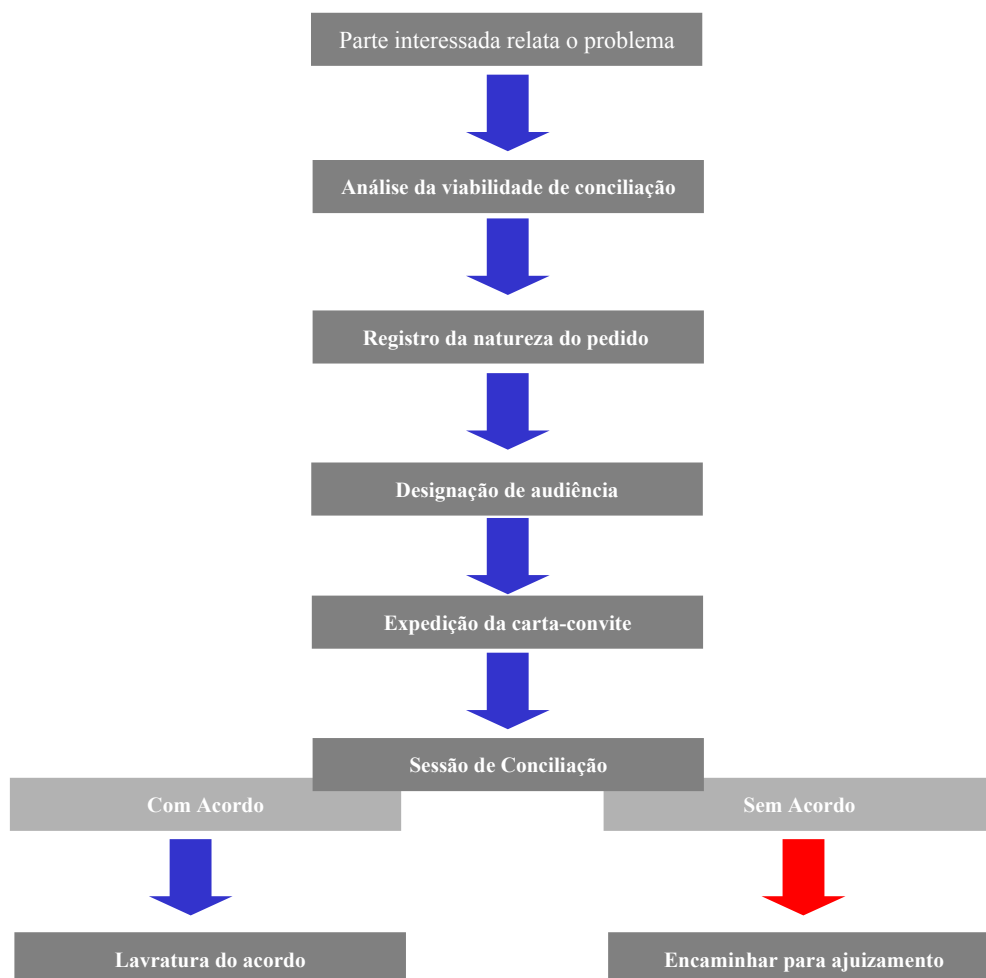 Parte interessada relata o problema
Análise da viabilidade de conciliação
Registro da natureza do pedido
Designação de audiência
Expedição da carta-convite
Sessão de Conciliação
Com Acordo
Sem Acordo
Lavratura do acordo
Encaminhar para ajuizamento